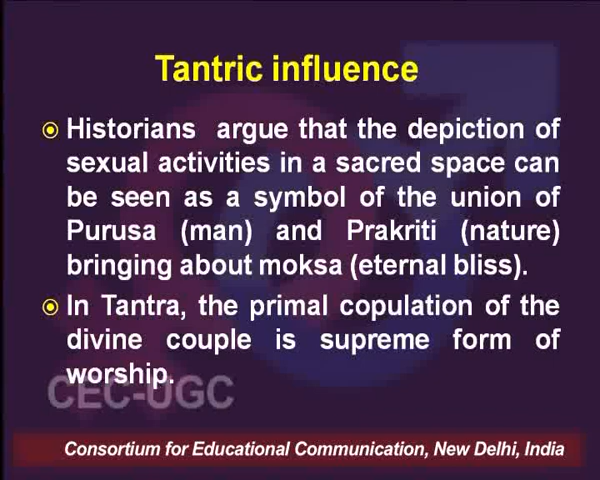 Tantric influence
Historians argue that the depiction of
sexual activities in a sacred space can
be seen as a symbol of the union of
Purusa (man) and Prakriti (nature)
bringing about moksa (eternal bliss).
In Tantra, the primal copulation of the
divine couple is supreme form of
worship.
CEC-UGC
Consortium for Educational Communication, New Delhi, India